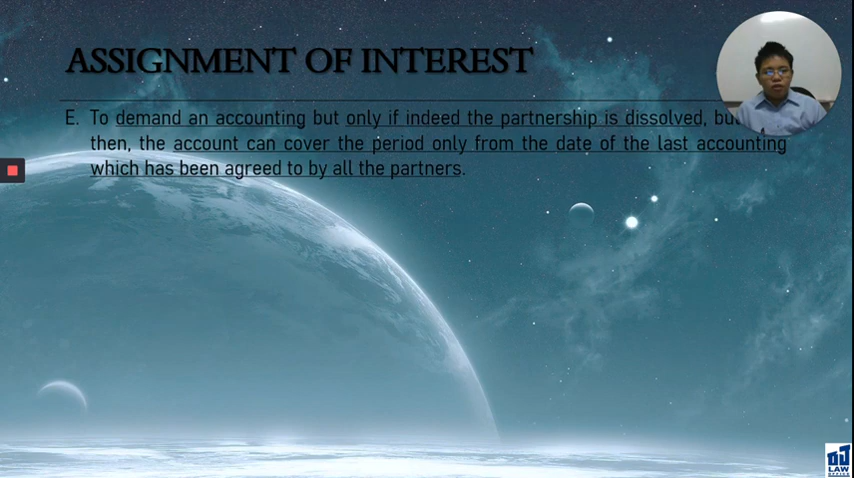 ASSIGNMENT OF INTEREST
E. To demand an accounting but only if indeed the partnership is dissolved,
then, the account can cover the period only from the date of the last accounting
which has been agreed to by all the partners.
LAW
OFFICE